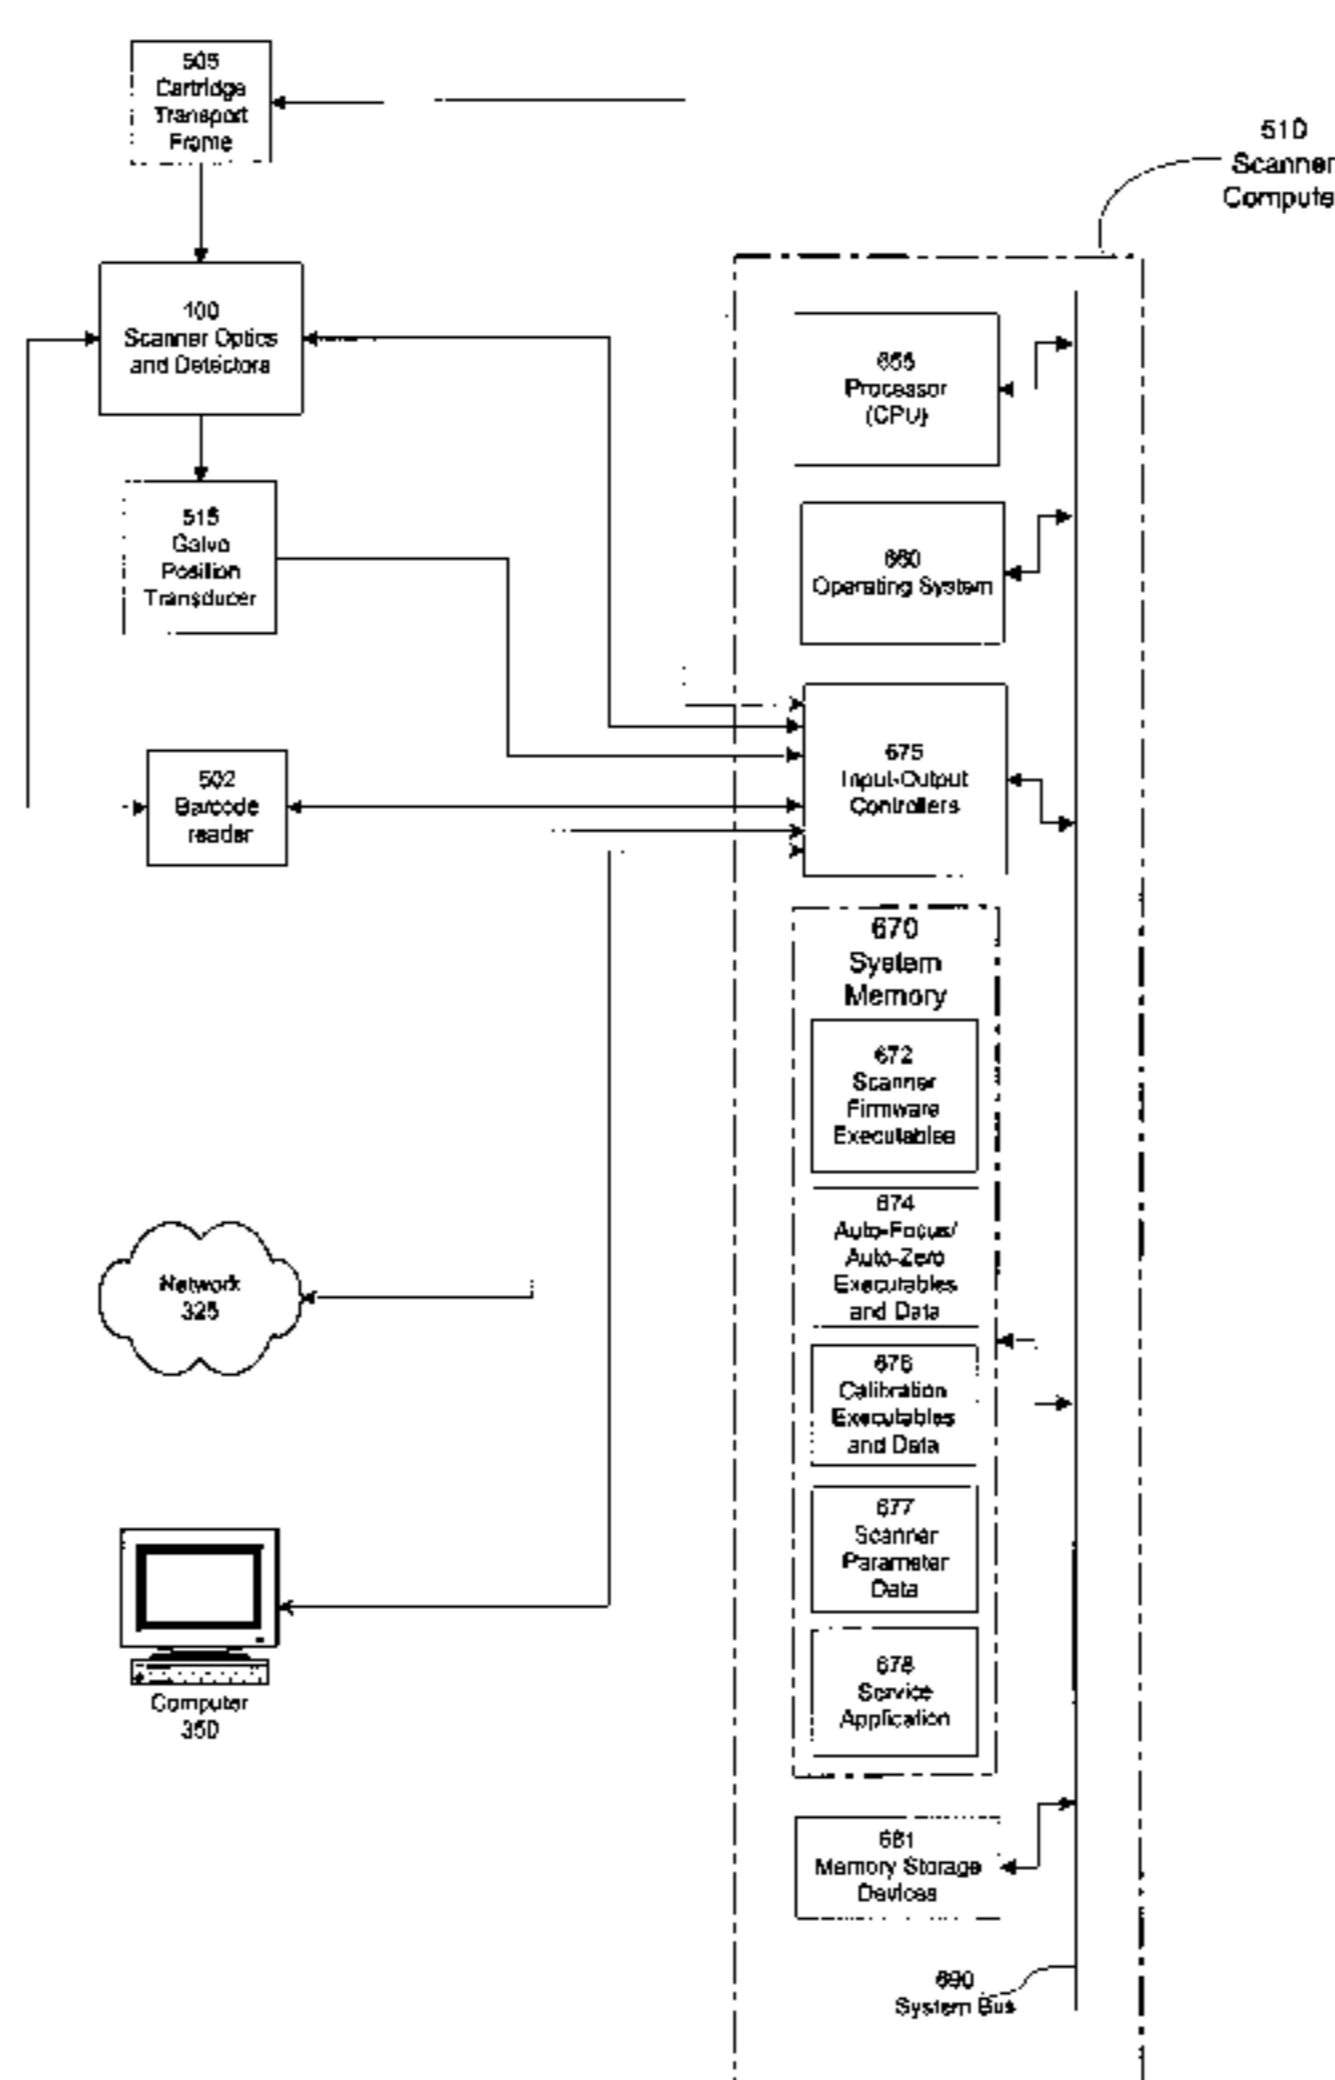 505
Cartridge
Transport
Frame
510
Scanner
Compute
100
Scanner Optics
and Detectors
655
Processor
(CPU)
515
Galvo
Position
Transducer
660
Operating System
675
Input-Output
Controllers
502
Barcode
reader
670
System
Memory
672
Scanner
Firmware
Executables
674
Auto-Focus/
Auto-Zero
Executables
and Data
Network
325
676
Calibration
Executables
and Data
677
Scanner
Parameter
Data
678
Service
Application
Computer
350
681
Memory Storage
Devices
690
System Bus